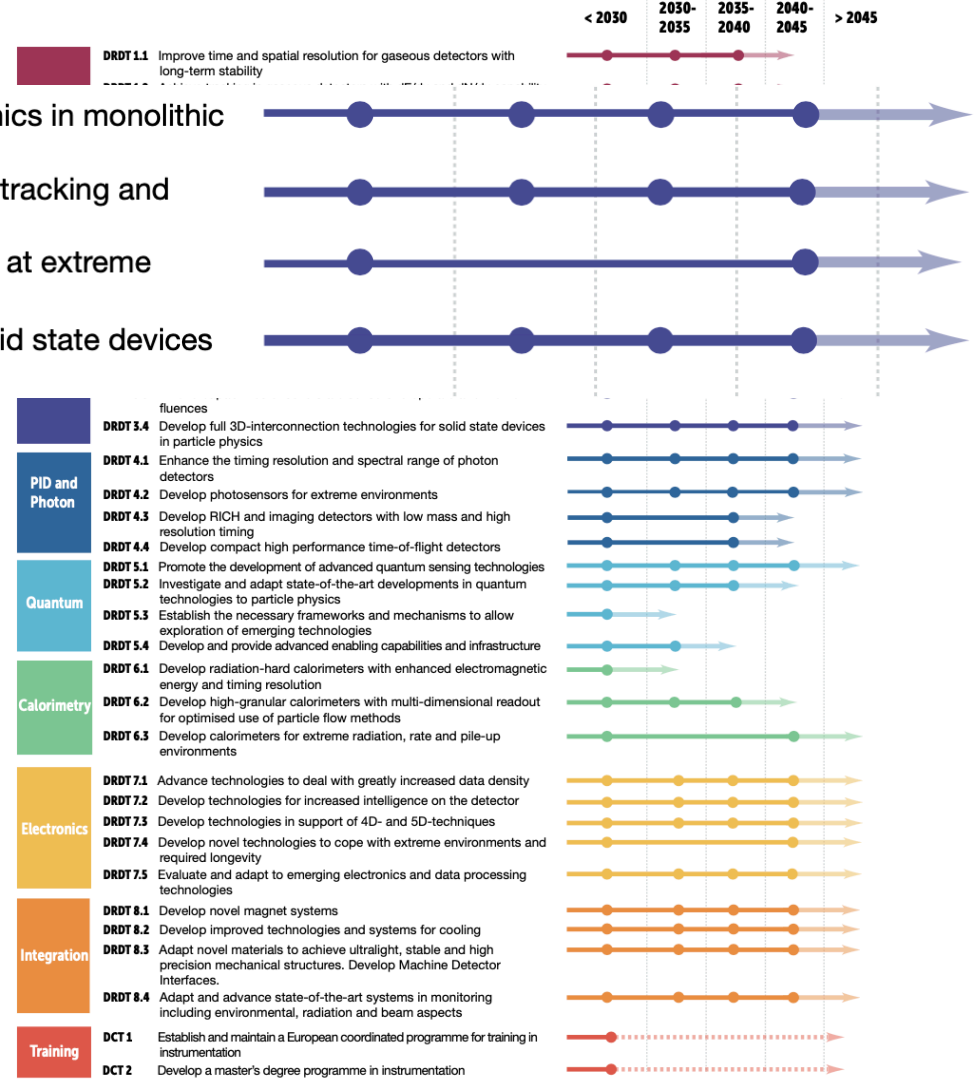 < 2030
2030-
2035
2035-
2040
2040-
2045
> 2045
DRDT 1.1 Improve time and spatial resolution for gaseous detectors with
long-term stability
nics in monolithic
tracking and
at extreme
id state devices
fluences
DRDT 3.4 Develop full 3D-interconnection technologies for solid state devices
in particle physics
PID and
Photon
DRDT 4.1 Enhance the timing resolution and spectral range of photon
detectors
DRDT 4.2 Develop photosensors for extreme environments
DRDT 4.3 Develop RICH and imaging detectors with low mass and high
resolution timing
DRDT 4.4 Develop compact high performance time-of-flight detectors
Quantum
DRDT 5.1 Promote the development of advanced quantum sensing technologies
DRDT 5.2 Investigate and adapt state-of-the-art developments in quantum
technologies to particle physics
DRDT 5.3 Establish the necessary frameworks and mechanisms to allow
exploration of emerging technologies
DRDT 5.4 Develop and provide advanced enabling capabilities and infrastructure
Calorimetry
DRDT 6.1 Develop radiation-hard calorimeters with enhanced electromagnetic
energy and timing resolution
DRDT 6.2 Develop high-granular calorimeters with multi-dimensional readout
for optimised use of particle flow methods
DRDT 6.3 Develop calorimeters for extreme radiation, rate and pile-up
environments
Electronics
DRDT 7.1 Advance technologies to deal with greatly increased data density
DRDT 7.2 Develop technologies for increased intelligence on the detector
DRDT 7.3 Develop technologies in support of 4D- and 5D-techniques
DRDT 7.4 Develop novel technologies to cope with extreme environments and
required longevity
DRDT 7.5 Evaluate and adapt to emerging electronics and data processing
technologies
Integration
DRDT 8.1 Develop novel magnet systems
DRDT 8.2 Develop improved technologies and systems for cooling
DRDT 8.3 Adapt novel materials to achieve ultralight, stable and high
precision mechanical structures. Develop Machine Detector
Interfaces.
DRDT 8.4 Adapt and advance state-of-the-art systems in monitoring
including environmental, radiation and beam aspects
Training
DCT 1 Establish and maintain a European coordinated programme for training in
instrumentation
DCT 2 Develop a master's degree programme in instrumentation